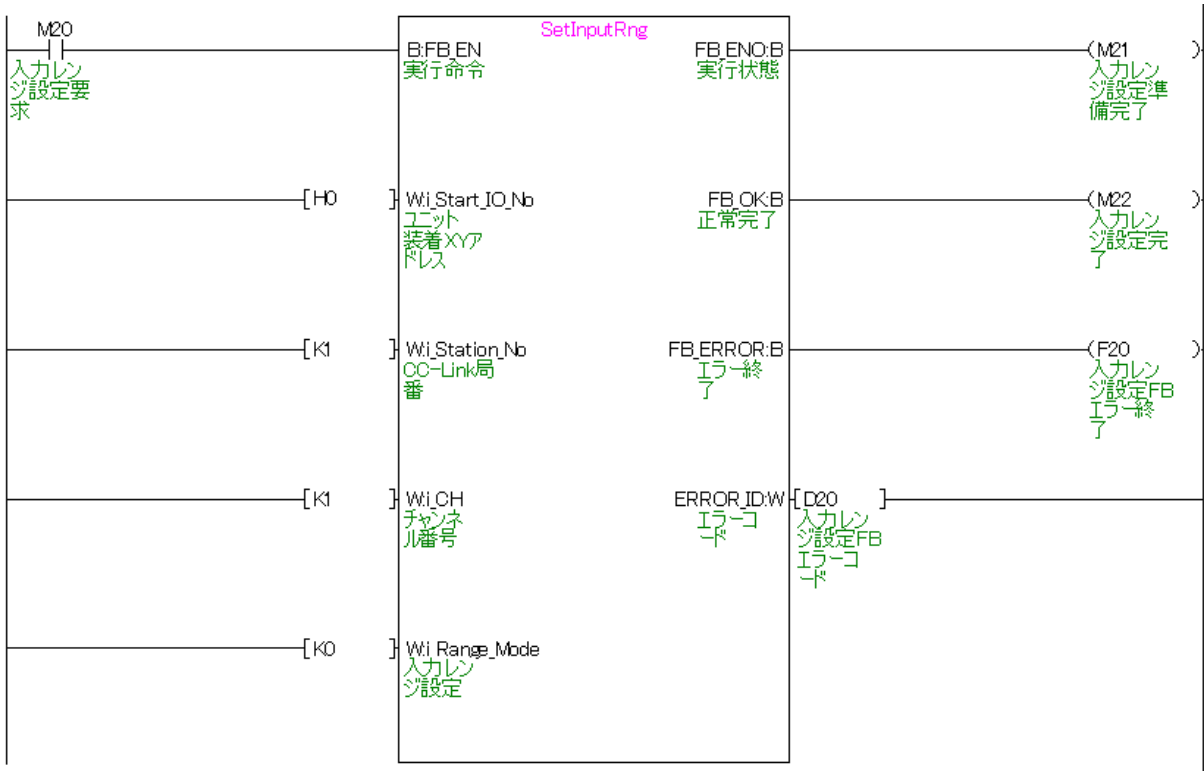 M20
入力レン
ジ設定要
求
SetInputRng
B:FB_EN
実行命令
FB_ENO:B
実行状態
M21
入力レン
ジ設定準
備完了
H0
W:i_Start_IO_No
ユニット
装着XYア
ドレス
FB_OK:B
正常完了
M22
入力レン
ジ設定完
了
K1
W:i_Station_No
CC-Link局
番
FB_ERROR:B
エラー終
了
F20
入力レン
ジ設定FB
エラー終
了
K1
W:i_CH
チャンネ
ル番号
ERROR_ID:W
エラーコ
ード
D20
入力レン
ジ設定FB
エラーコ
ード
K0
W:i_Range_Mode
入力レン
ジ設定